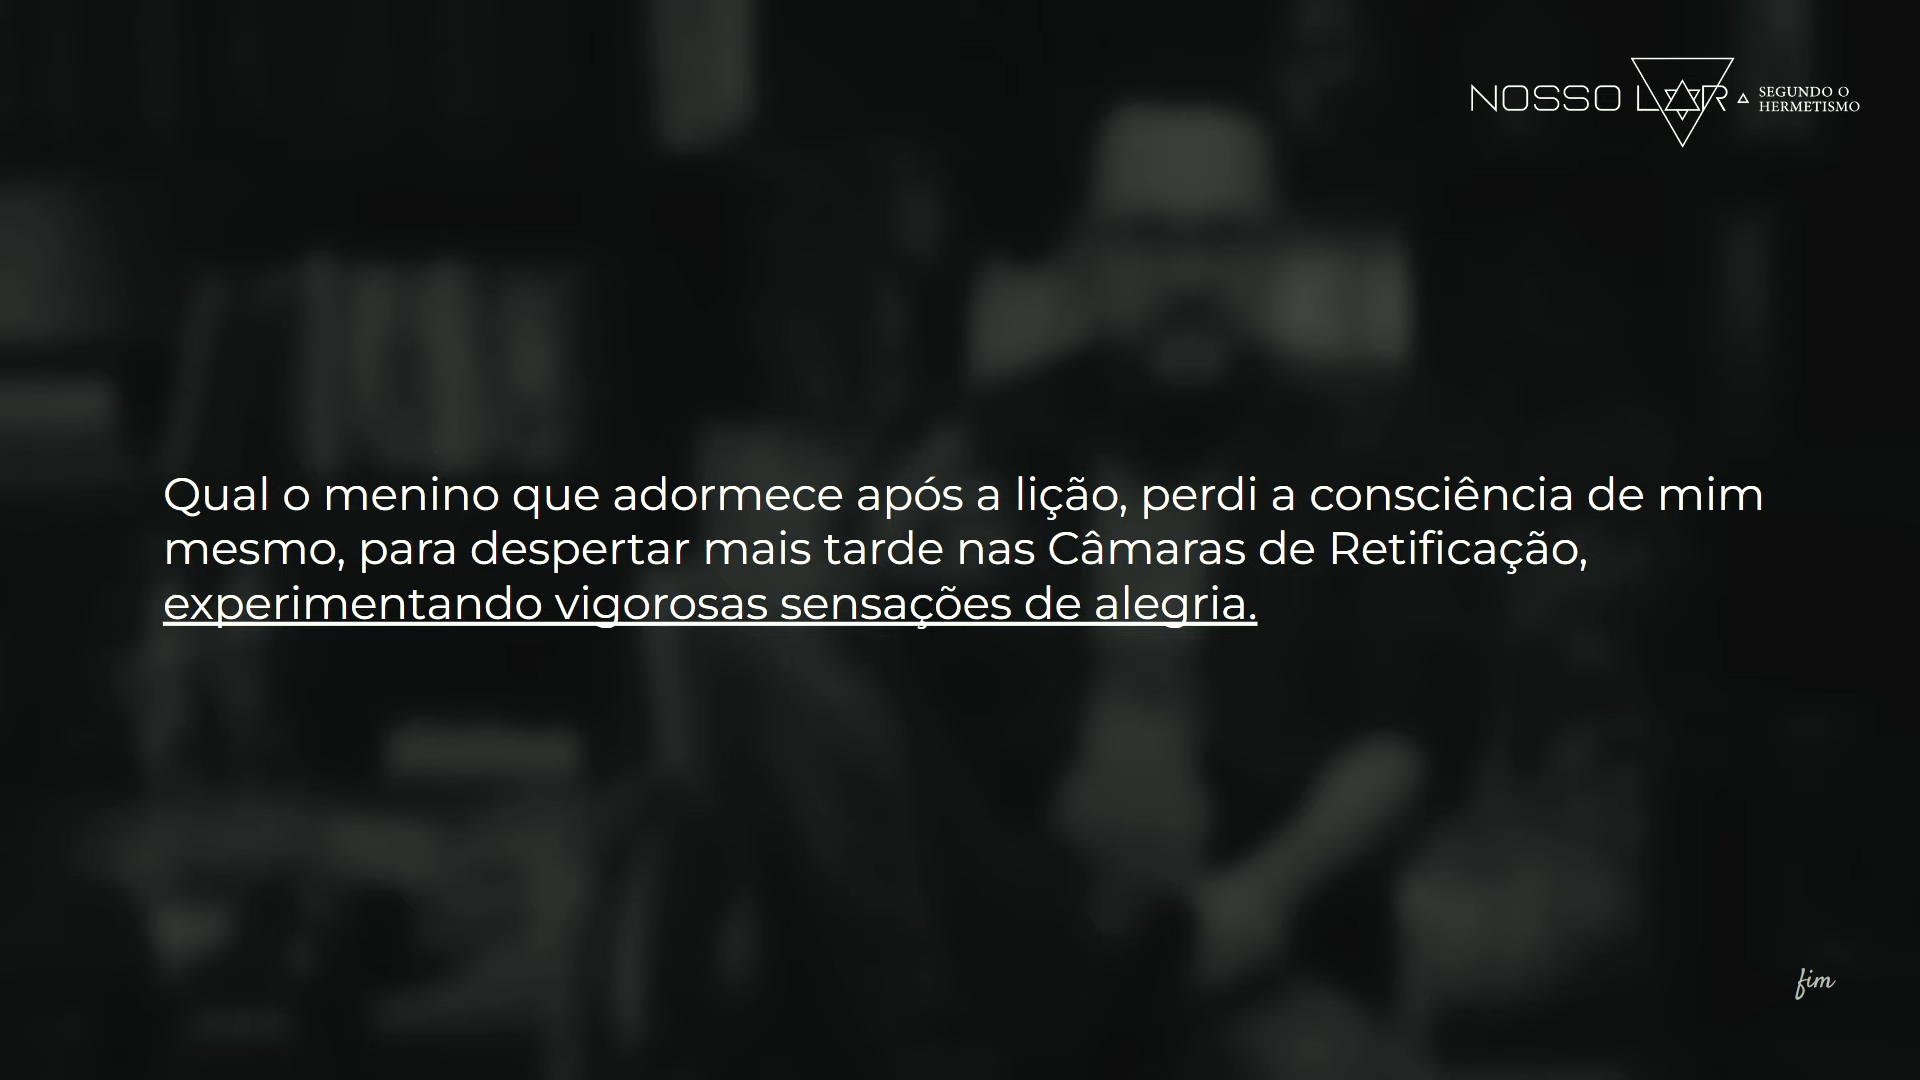 NOSSO LAR
SEGUNDO O
HERMETISMO
Qual o menino que adormece após a lição, perdi a consciência de mim
mesmo, para despertar mais tarde nas Câmaras de Retificação,
experimentando vigorosas sensações de alegria.
fim